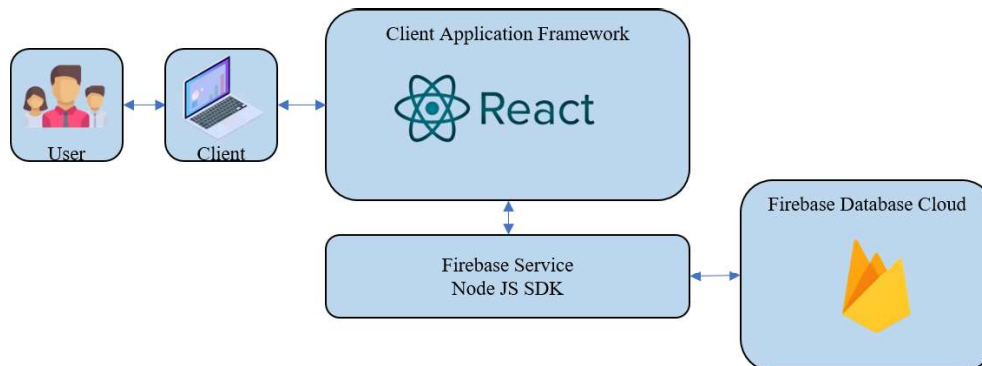 Client Application Framework
React
User
Client
Firebase Database Cloud
Firebase Service
Node JS SDK